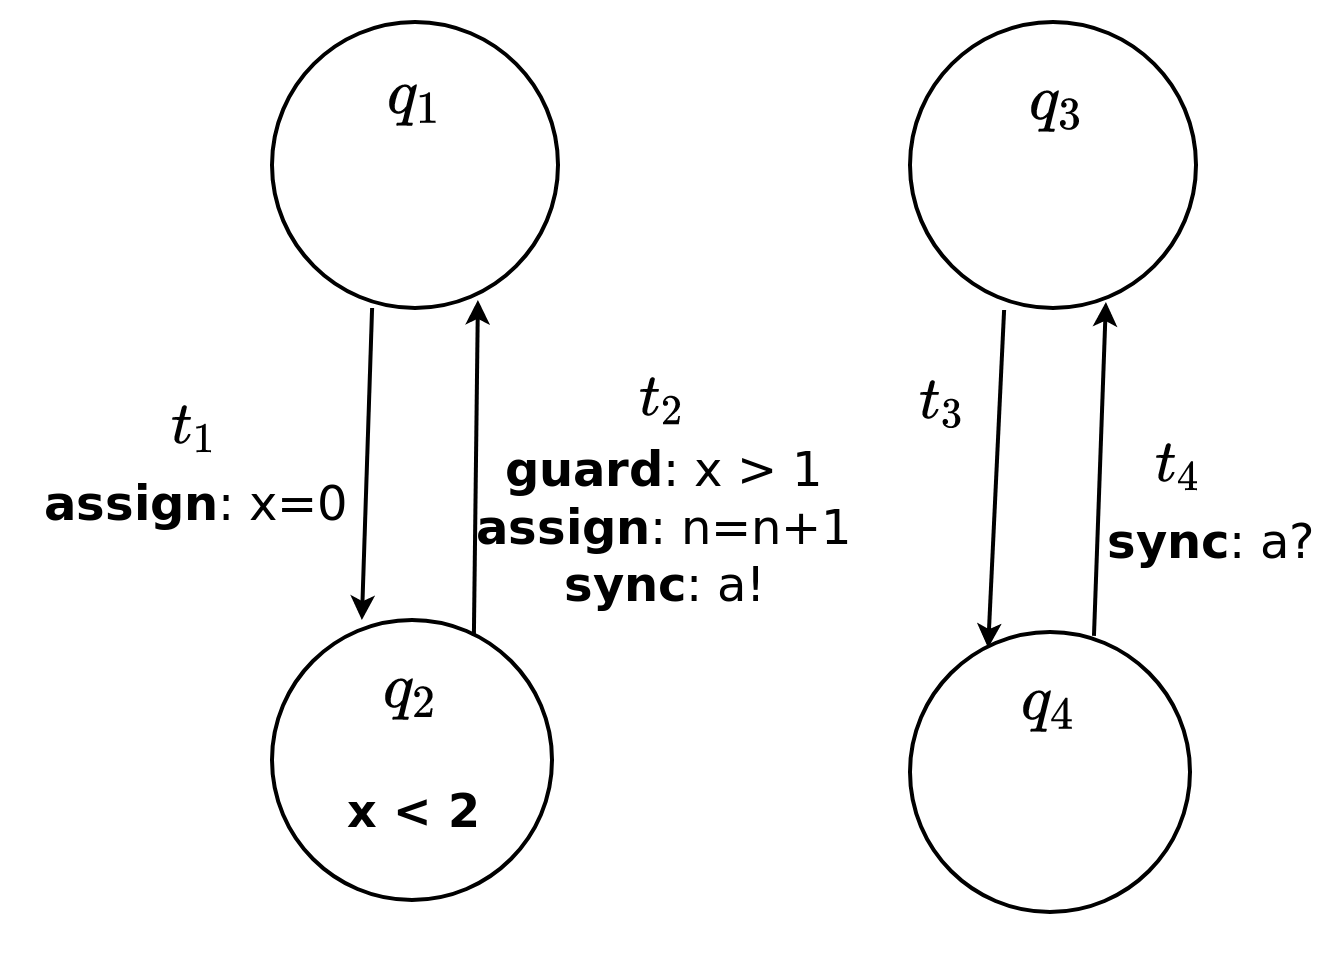 q₁
q₃
t₁
assign: x=0
t₂
guard: x > 1
assign: n=n+1
sync: a!
t₃
t₄
sync: a?
q₂
x < 2
q₄